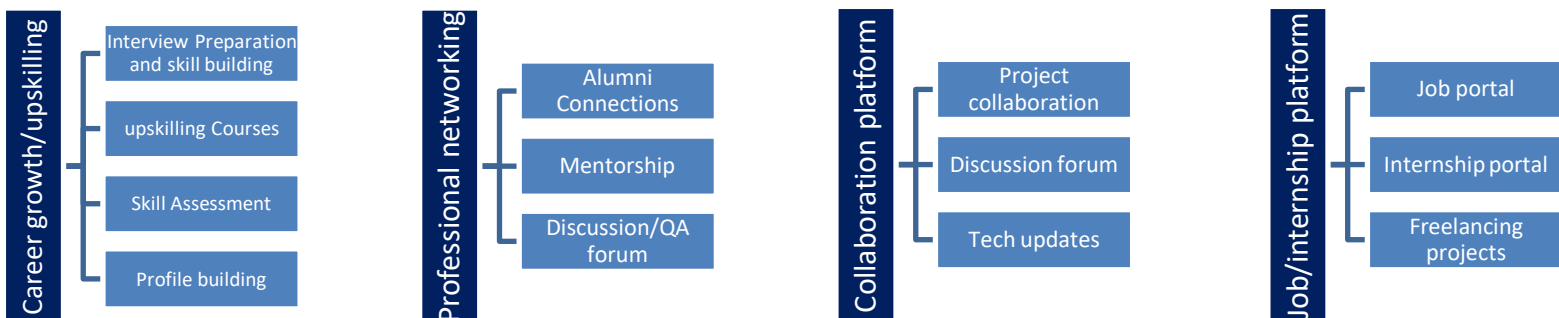 Career growth/upskilling
Interview Preparation
and skill building
upskilling Courses
Skill Assessment
Profile building
Professional networking
Alumni
Connections
Mentorship
Discussion/QA
forum
Collaboration platform
Project
collaboration
Discussion forum
Tech updates
Job/internship platform
Job portal
Internship portal
Freelancing
projects